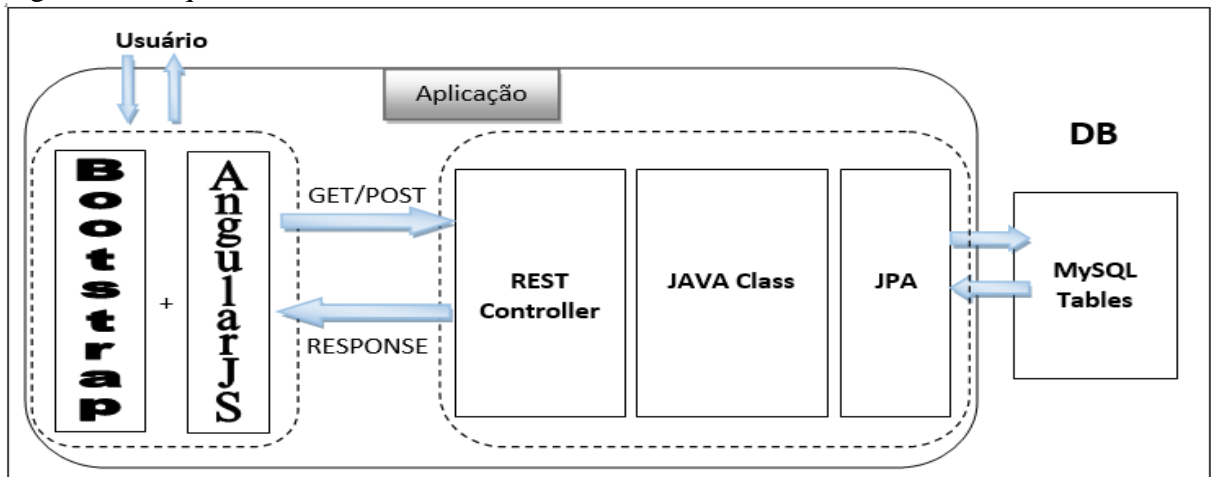 Usuário
Aplicação
DB
Bootstrap
+
AngularJS
GET/POST
RESPONSE
REST
Controller
JAVA Class
JPA
MySQL
Tables